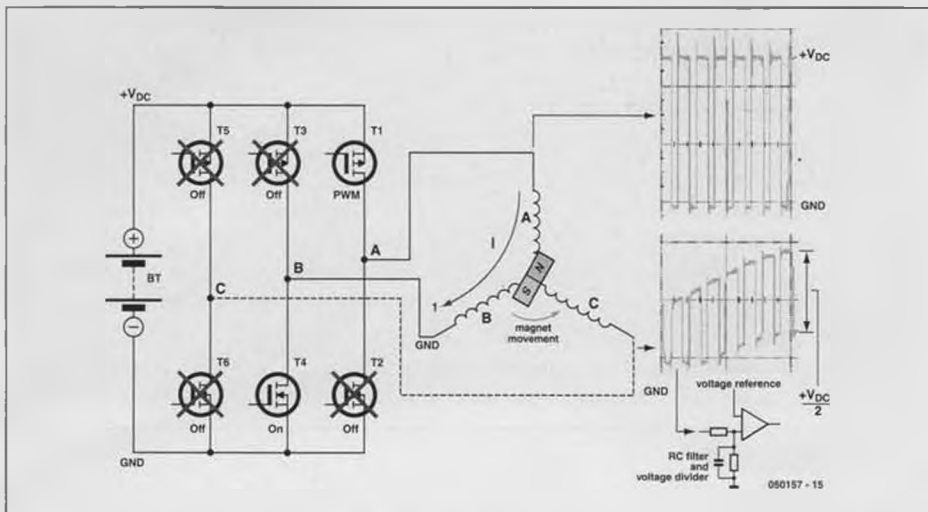 +VDC
T5
T3
T1
Off
Off
PWM
A
B
C
BT
GND
T6
T4
T2
Off
On
Off
I
A
N
S
1
B
C
magnet
movement
GND
+VDC
GND
GND
voltage reference
+VDC
2
RC filter
and
voltage divider
050157 - 15